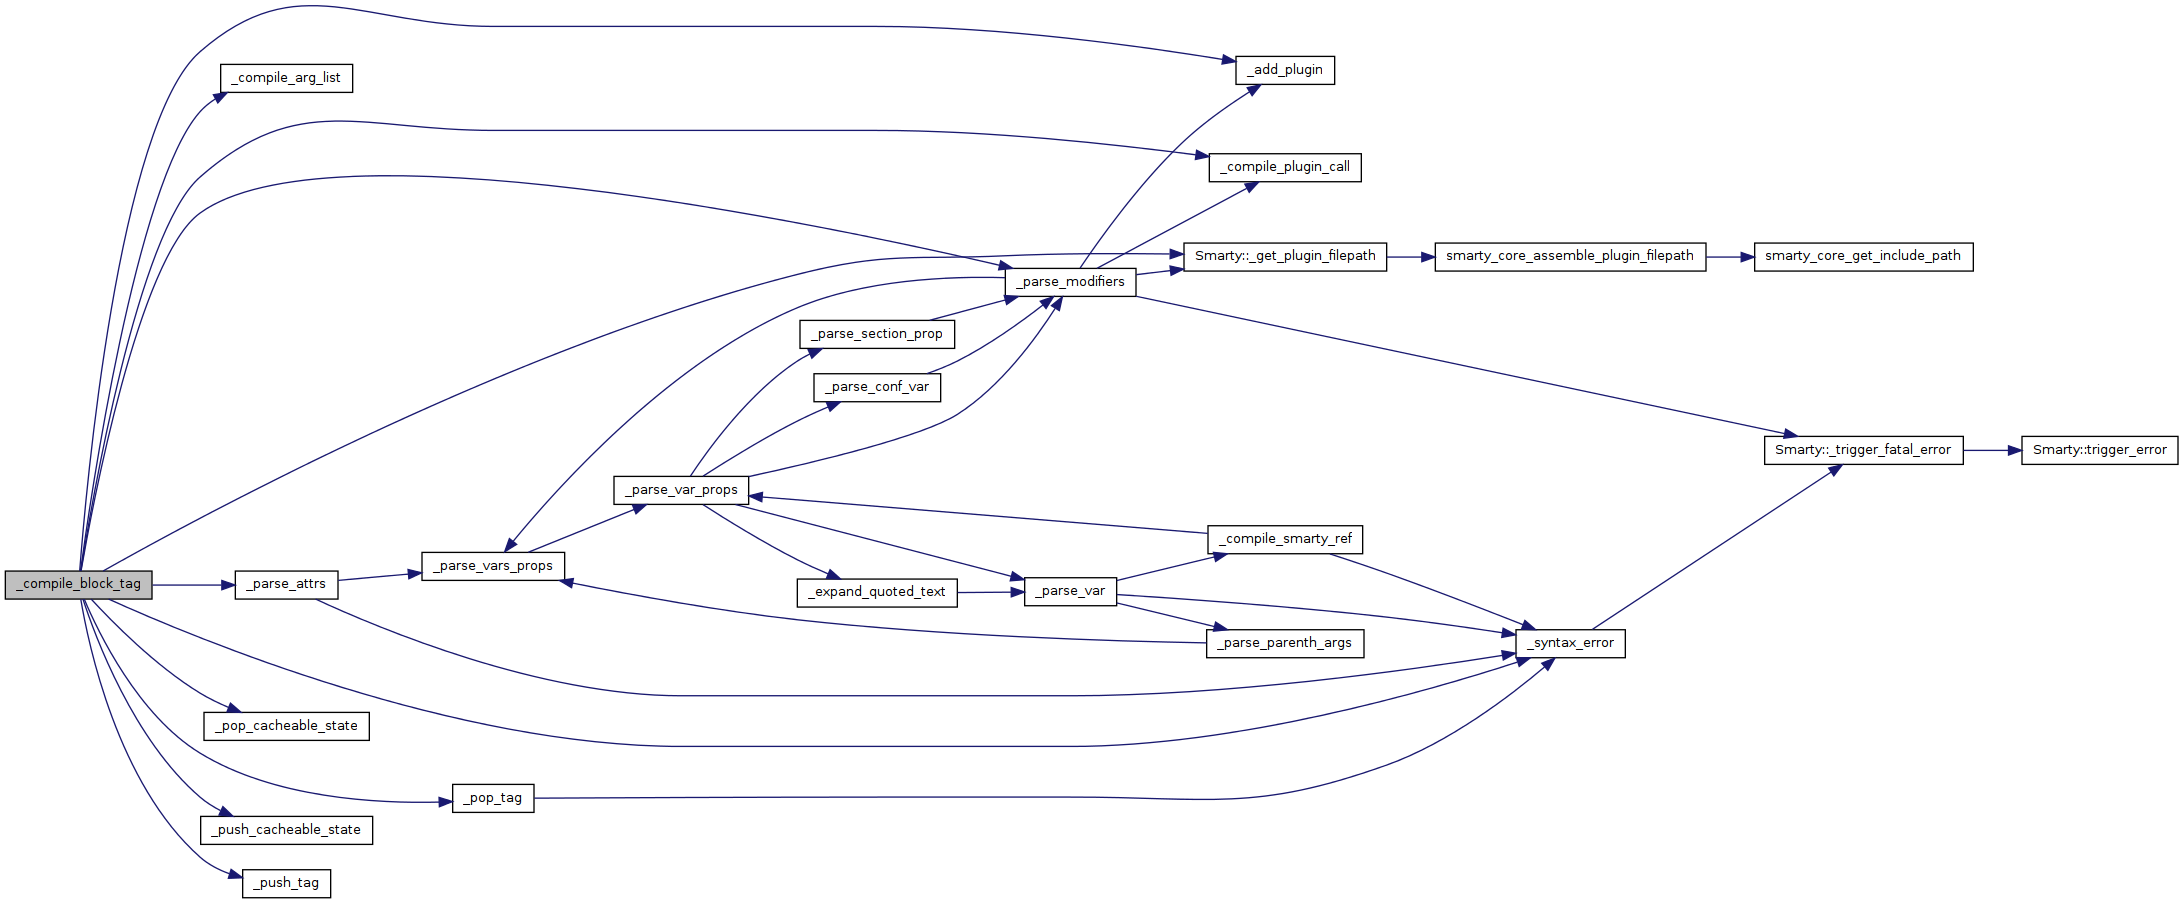 _add_plugin
_compile_arg_list
_compile_plugin_call
Smarty::_get_plugin_filepath
smarty_core_assemble_plugin_filepath
smarty_core_get_include_path
_parse_modifiers
_parse_section_prop
_parse_conf_var
Smarty::_trigger_fatal_error
Smarty::trigger_error
_parse_var_props
_compile_smarty_ref
_parse_vars_props
_compile_block_tag
_parse_attrs
_expand_quoted_text
_parse_var
_parse_parenth_args
_syntax_error
_pop_cacheable_state
_pop_tag
_push_cacheable_state
_push_tag